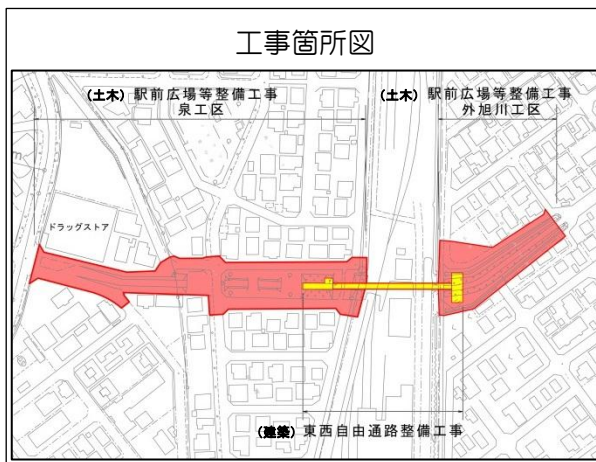 工事箇所図
(土木) 駅前広場等整備工事
泉工区
(土木) 駅前広場等整備工事
外旭川工区
ドラッグストア
(建築) 東西自由通路整備工事